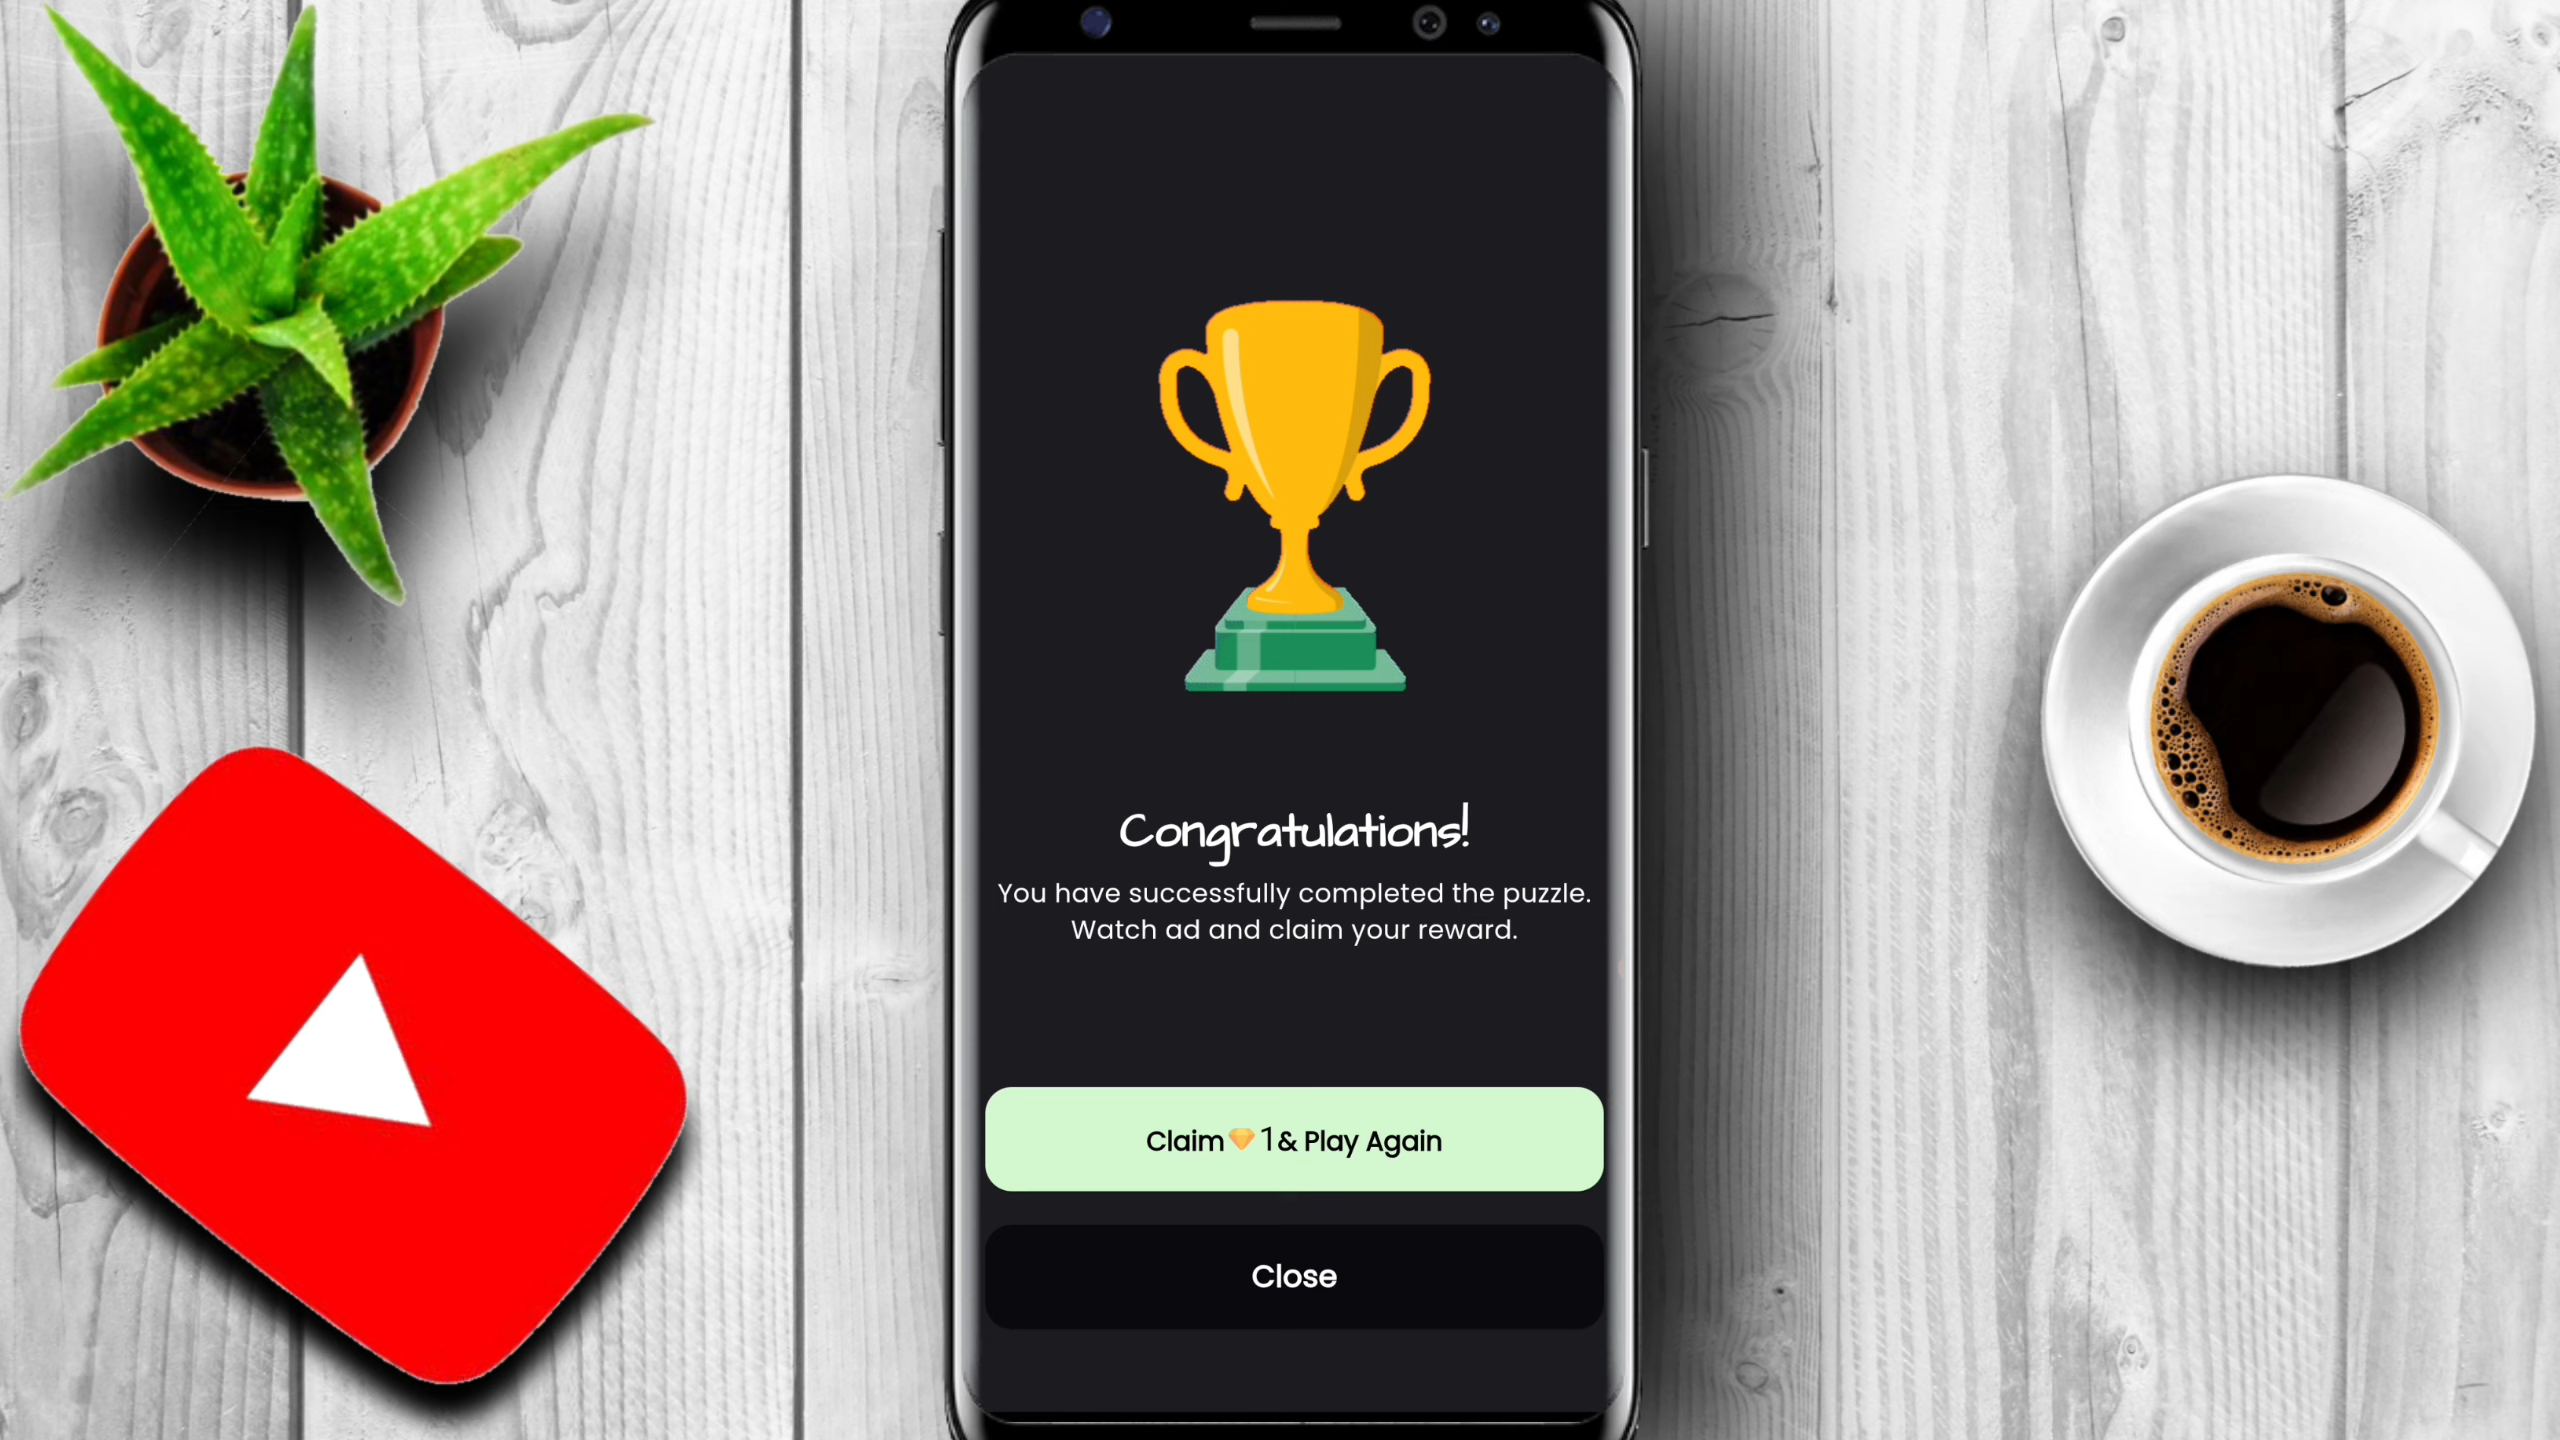 Congratulations!
You have successfully completed the puzzle.
Watch ad and claim your reward.
Claim 1 & Play Again
Close